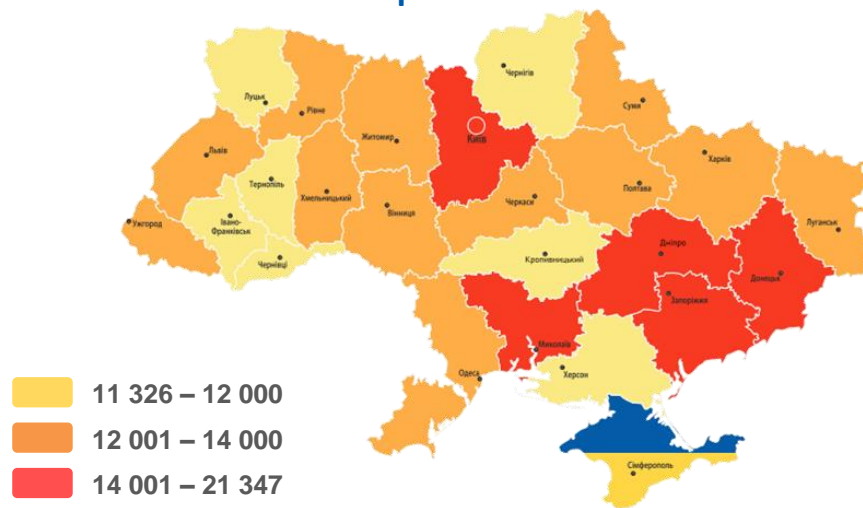 Чернігів
Луцьк
Рівне
Суми
Київ
Житомир
Львів
Харків
Тернопіль
Хмельницький
Полтава
Черкаси
Вінниця
Ужгород
Івано-
Франківськ
Луганськ
Чернівці
Кропивницький
Дніпро
Донецьк
Запоріжжя
Миколаїв
Одеса
Херсон
11 326 – 12 000
12 001 – 14 000
14 001 – 21 347
Сімферополь